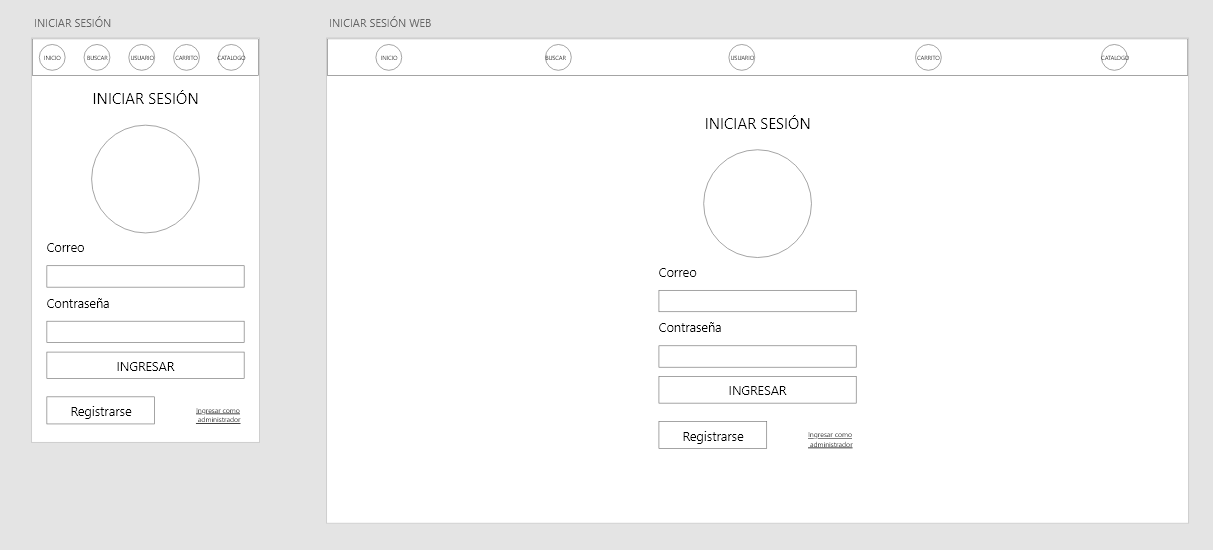 INICIAR SESIÓN
INICIO BUSCAR USUARIO CARRITO CATALOGO
INICIAR SESIÓN
Correo
Contraseña
INGRESAR
Registrarse
Ingresar como
administrador
INICIAR SESIÓN WEB
INICIO BUSCAR USUARIO CARRITO CATALOGO
INICIAR SESIÓN
Correo
Contraseña
INGRESAR
Registrarse
Ingresar como
administrador